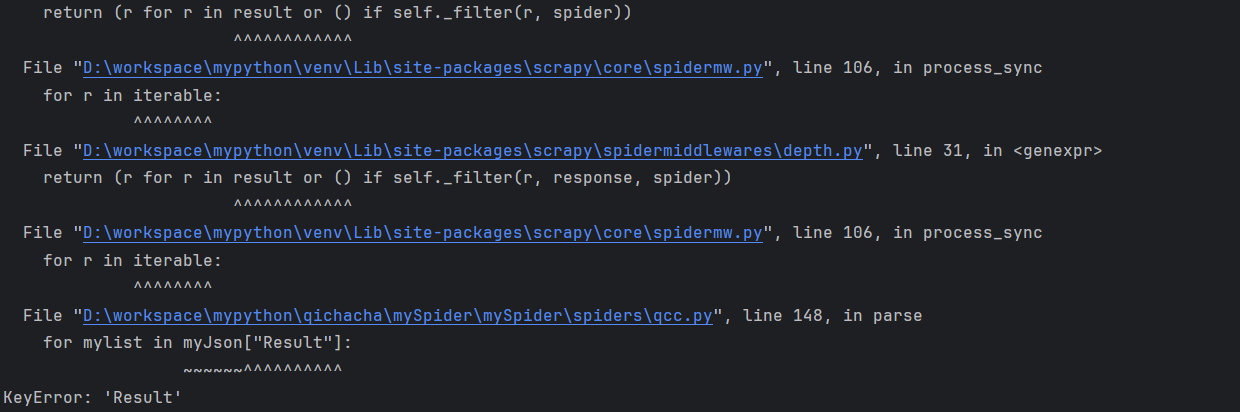 return (r for r in result or () if self._filter(r, spider))
                       ^^^^^^^^^^^^
  File "D:\workspace\mypython\venv\Lib\site-packages\scrapy\core\spidermw.py", line 106, in process_sync
    for r in iterable:
             ^^^^^^^^
  File "D:\workspace\mypython\venv\Lib\site-packages\scrapy\spidermiddlewares\depth.py", line 31, in <genexpr>
    return (r for r in result or () if self._filter(r, response, spider))
                       ^^^^^^^^^^^^
  File "D:\workspace\mypython\venv\Lib\site-packages\scrapy\core\spidermw.py", line 106, in process_sync
    for r in iterable:
             ^^^^^^^^
  File "D:\workspace\mypython\qichacha\mySpider\mySpider\spiders\qcc.py", line 148, in parse
    for mylist in myJson["Result"]:
                  ~~~~~~^^^^^^^^^^
KeyError: 'Result'